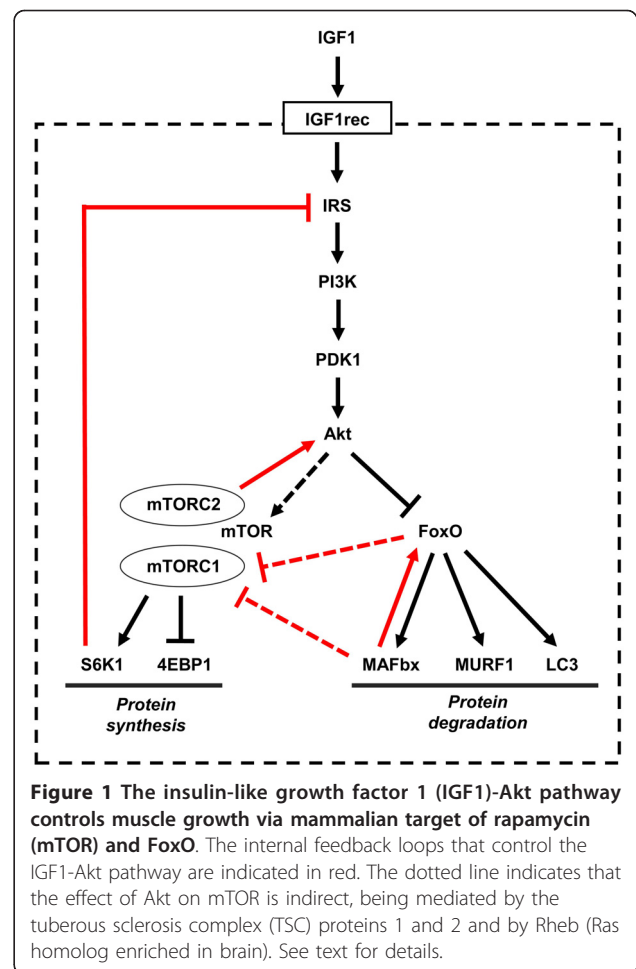 IGF1
IGF1rec
IRS
PI3K
PDK1
Akt
mTORC2
mTOR
FoxO
mTORC1
S6K1 4EBP1 MAFbx MURF1 LC3
Protein
synthesis
Protein
degradation
Figure 1 The insulin-like growth factor 1 (IGF1)-Akt pathway
controls muscle growth via mammalian target of rapamycin
(mTOR) and FoxO. The internal feedback loops that control the
IGF1-Akt pathway are indicated in red. The dotted line indicates that
the effect of Akt on mTOR is indirect, being mediated by the
tuberous sclerosis complex (TSC) proteins 1 and 2 and by Rheb (Ras
homolog enriched in brain). See text for details.